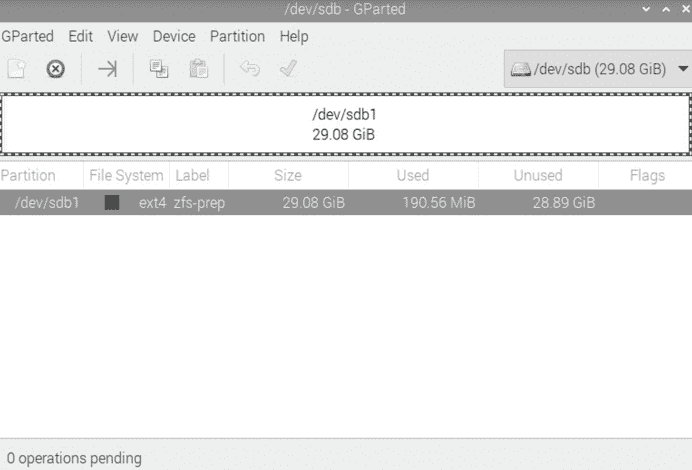 /dev/sdb - GParted
GParted Edit View Device Partition Help
/dev/sdb (29.08 GiB)
/dev/sdb1
29.08 GiB
Partition File System Label Size Used Unused Flags
/dev/sdb1 ext4 zfs-prep 29.08 GiB 190.56 MiB 28.89 GiB
0 operations pending